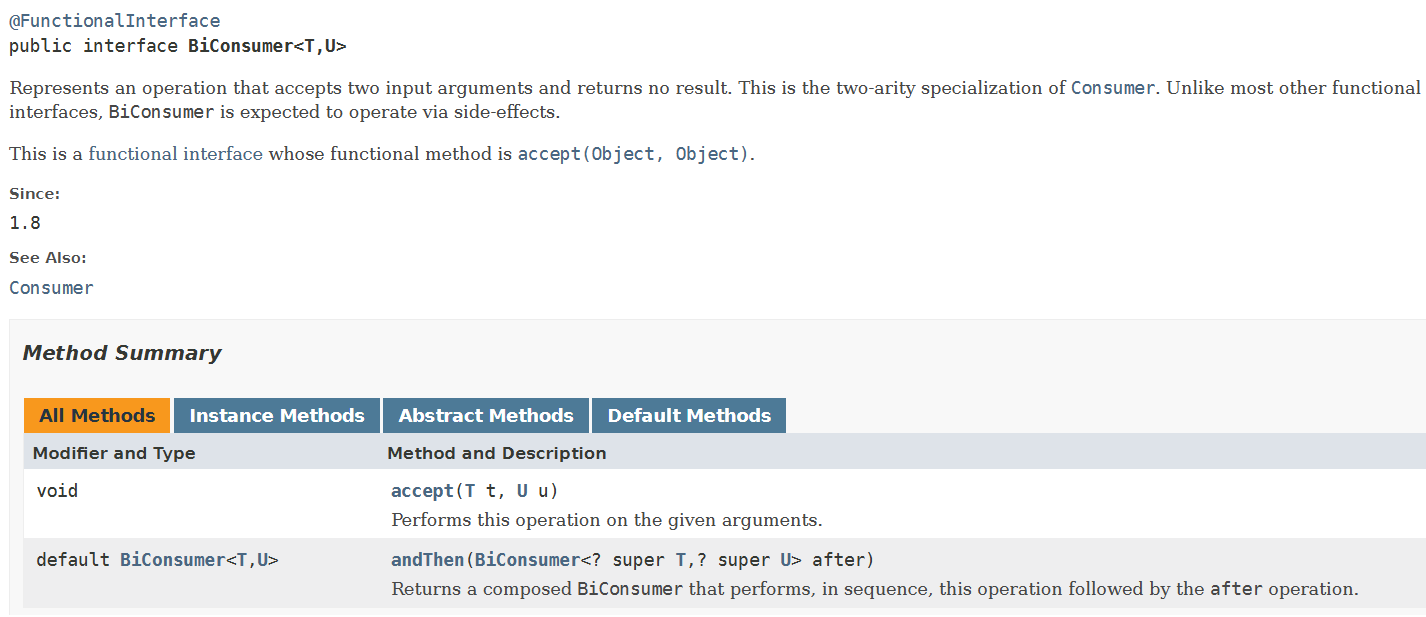 @FunctionalInterface
public interface BiConsumer<T,U>
Represents an operation that accepts two input arguments and returns no result. This is the two-arity specialization of Consumer. Unlike most other functional
interfaces, BiConsumer is expected to operate via side-effects.
This is a functional interface whose functional method is accept(Object, Object).
Since:
1.8
See Also:
Consumer
Method Summary
All Methods Instance Methods Abstract Methods Default Methods
Modifier and Type Method and Description
void accept(T t, U u)
Performs this operation on the given arguments.
default BiConsumer<T,U> andThen(BiConsumer<? super T,? super U> after)
Returns a composed BiConsumer that performs, in sequence, this operation followed by the after operation.